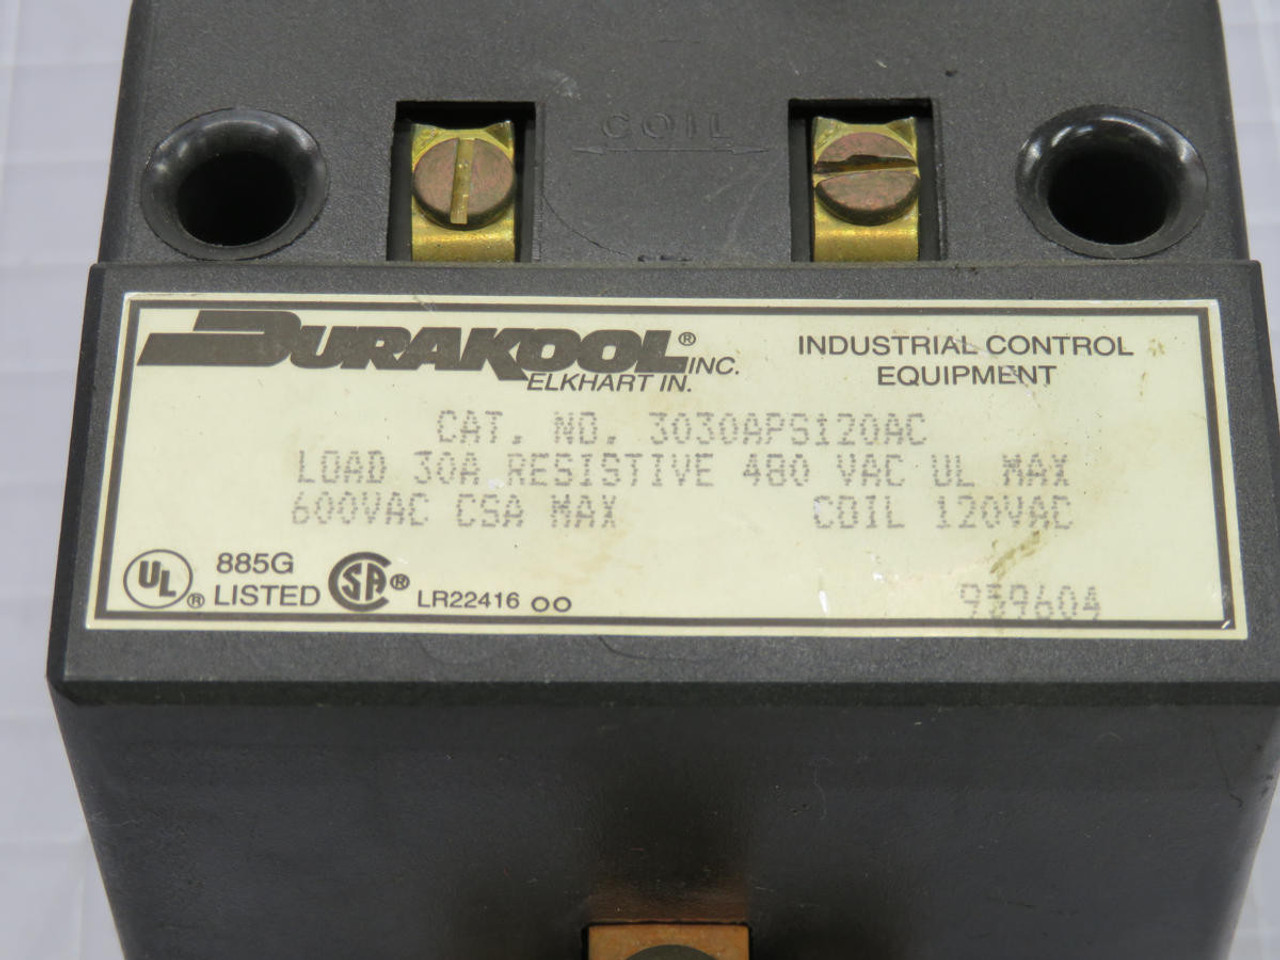 COIL
DURAKOOL® INC.
ELKHART IN.
INDUSTRIAL CONTROL
EQUIPMENT
CAT. NO. 3030APS120AC
LOAD 30A RESISTIVE 480 VAC UL MAX
600VAC CSA MAX COIL 120VAC
UL® 885G
LISTED
SA® LR22416 OO